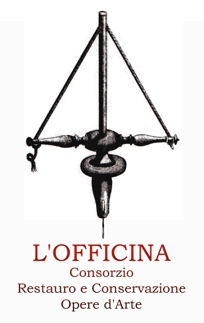 L'OFFICINA
Consorzio
Restauro e Conservazione
Opere d'Arte